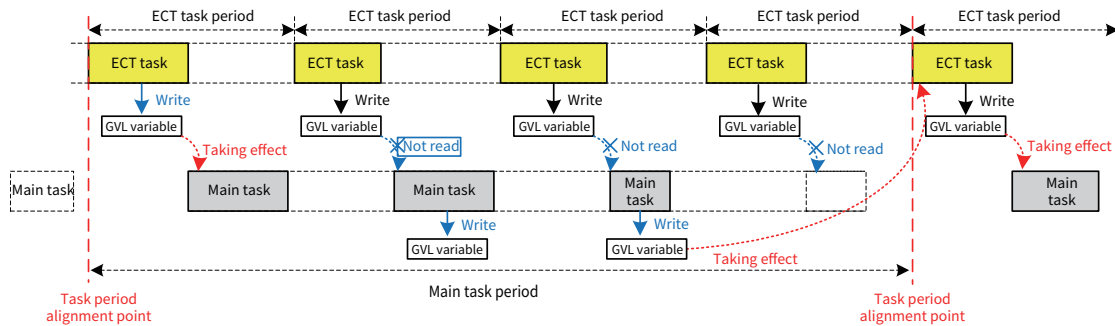 ECT task period
ECT task period
ECT task period
ECT task period
ECT task period
ECT task
ECT task
ECT task
ECT task
ECT task
Write
Write
Write
Write
Write
GVL variable
GVL variable
GVL variable
GVL variable
GVL variable
Taking effect
Not read
Not read
Not read
Taking effect
Main task
Main task
Main task
Main
task
Main
task
Write
Write
GVL variable
GVL variable
Taking effect
Main task period
Task period
alignment point
Task period
alignment point